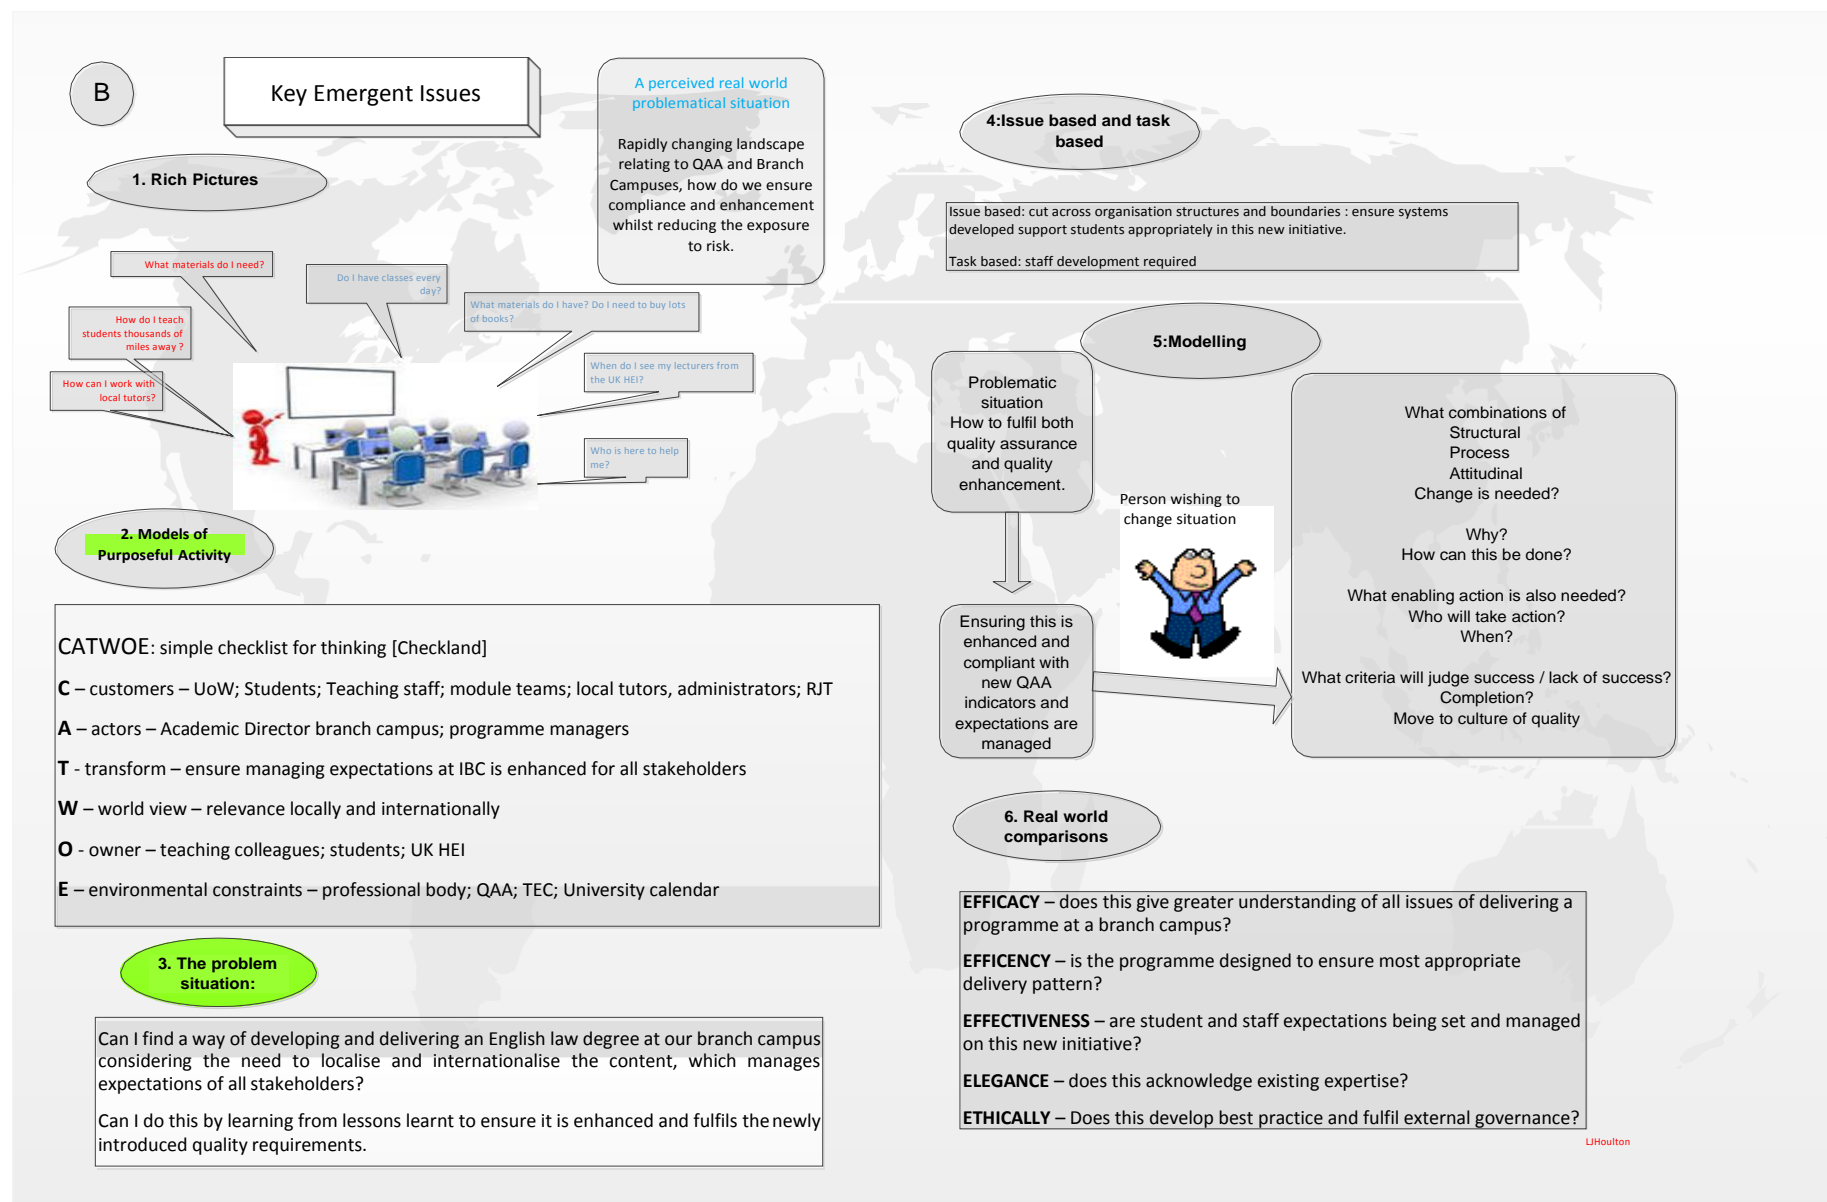 B
Key Emergent Issues
A perceived real world
problematical situation
Rapidly changing landscape
relating to QAA and Branch
Campuses, how do we ensure
compliance and enhancement
whilst reducing the exposure
to risk.
1. Rich Pictures
What materials do I need?
Do I have classes every
day?
What materials do I have? Do I need to buy lots
of books?
How do I teach
students thousands of
miles away ?
When do I see my lecturers from
the UK HEI?
How can I work with
local tutors?
Who is here to help
me?
2. Models of
Purposeful Activity
CATWOE: simple checklist for thinking [Checkland]
C – customers – UoW; Students; Teaching staff; module teams; local tutors, administrators; RJT
A – actors – Academic Director branch campus; programme managers
T - transform – ensure managing expectations at IBC is enhanced for all stakeholders
W – world view – relevance locally and internationally
O - owner – teaching colleagues; students; UK HEI
E – environmental constraints – professional body; QAA; TEC; University calendar
3. The problem
situation:
Can I find a way of developing and delivering an English law degree at our branch campus
considering the need to localise and internationalise the content, which manages
expectations of all stakeholders?
Can I do this by learning from lessons learnt to ensure it is enhanced and fulfils the newly
introduced quality requirements.
4:Issue based and task
based
Issue based: cut across organisation structures and boundaries : ensure systems
developed support students appropriately in this new initiative.
Task based: staff development required
5:Modelling
Problematic
situation
How to fulfil both
quality assurance
and quality
enhancement.
Person wishing to
change situation
Ensuring this is
enhanced and
compliant with
new QAA
indicators and
expectations are
managed
What combinations of
Structural
Process
Attitudinal
Change is needed?
Why?
How can this be done?
What enabling action is also needed?
Who will take action?
When?
What criteria will judge success / lack of success?
Completion?
Move to culture of quality
6. Real world
comparisons
EFFICACY – does this give greater understanding of all issues of delivering a
programme at a branch campus?
EFFICENCY – is the programme designed to ensure most appropriate
delivery pattern?
EFFECTIVENESS – are student and staff expectations being set and managed
on this new initiative?
ELEGANCE – does this acknowledge existing expertise?
ETHICALLY – Does this develop best practice and fulfil external governance?
LJHoulton